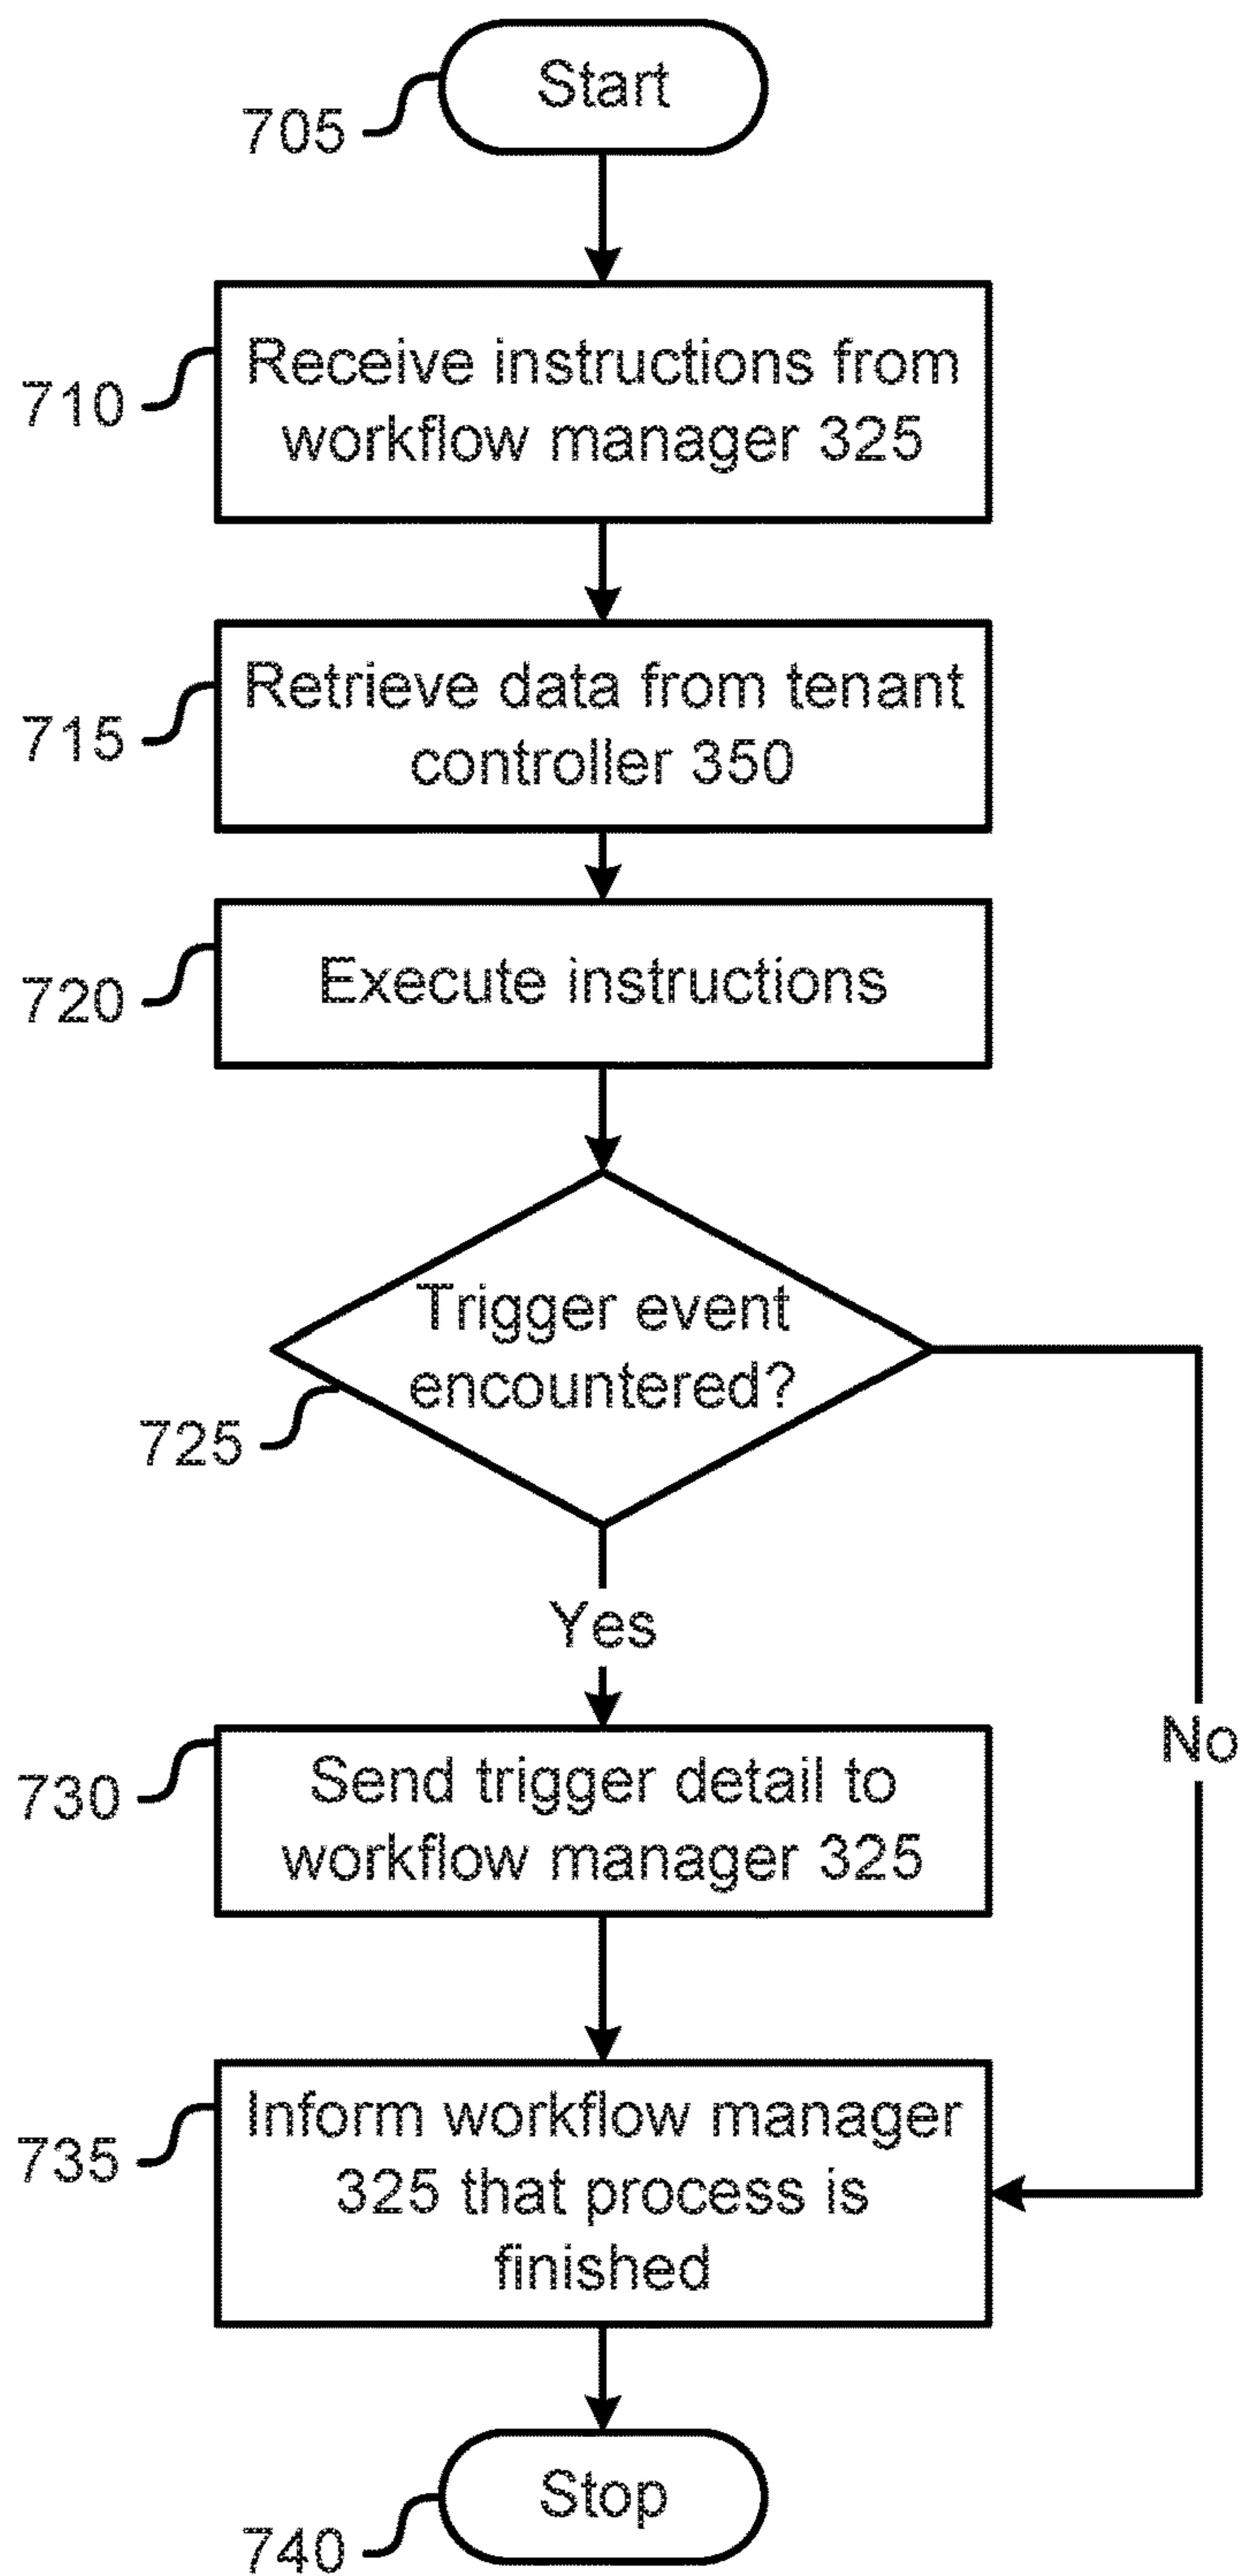 Start
705
Receive instructions from
workflow manager 325
710
Retrieve data from tenant
controller 350
715
Execute instructions
720
Trigger event
encountered?
725
Yes
No
Send trigger detail to
workflow manager 325
730
Inform workflow manager
325 that process is
finished
735
Stop
740